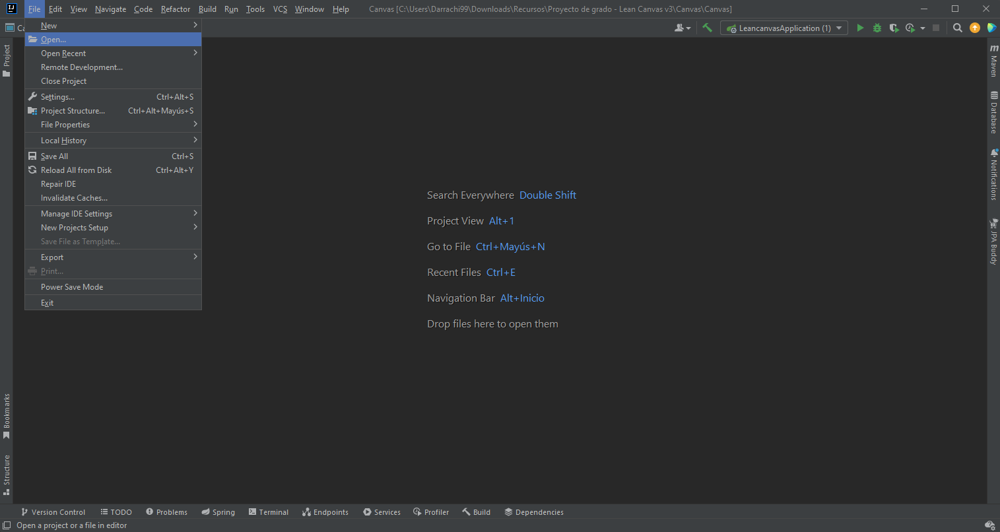 IJ File Edit View Navigate Code Refactor Build Run Tools VCS Window Help Canvas [C:\Users\Darrachi99\Downloads\Recursos\Proyecto de grado - Lean Canvas v3\Canvas\Canvas]
Ca
LeancanvasApplication (1)
New
Open...
Open Recent
Remote Development...
Close Project
Settings... Ctrl+Alt+S
Project Structure... Ctrl+Alt+Mayús+S
File Properties
Local History
Save All Ctrl+S
Reload All from Disk Ctrl+Alt+Y
Repair IDE
Invalidate Caches...
Manage IDE Settings
New Projects Setup
Save File as Template...
Export
Print...
Power Save Mode
Exit
Project
Bookmarks
Structure
Search Everywhere Double Shift
Project View Alt+1
Go to File Ctrl+Mayús+N
Recent Files Ctrl+E
Navigation Bar Alt+Inicio
Drop files here to open them
m Maven
Database
Notifications
JPA Buddy
Version Control TODO Problems Spring Terminal Endpoints Services Profiler Build Dependencies
Open a project or a file in editor